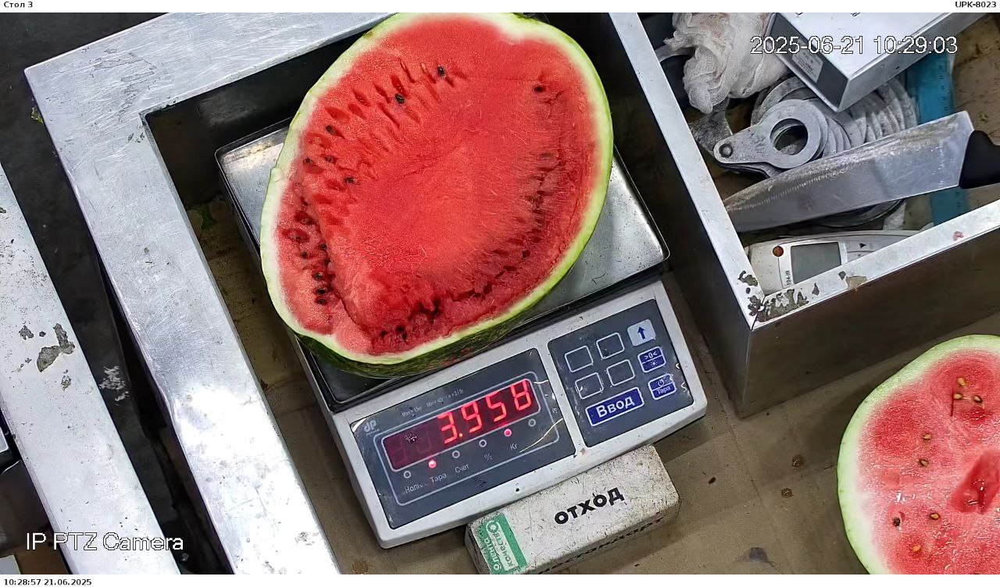 Стол 3
UPK-8023
2025-06-21 10:29:03
>0<
Тара
Ввод
3.958
Ноль
Тара
Счет
%
Кг
ОТХОД
IP PTZ Camera
10:28:57 21.06.2025